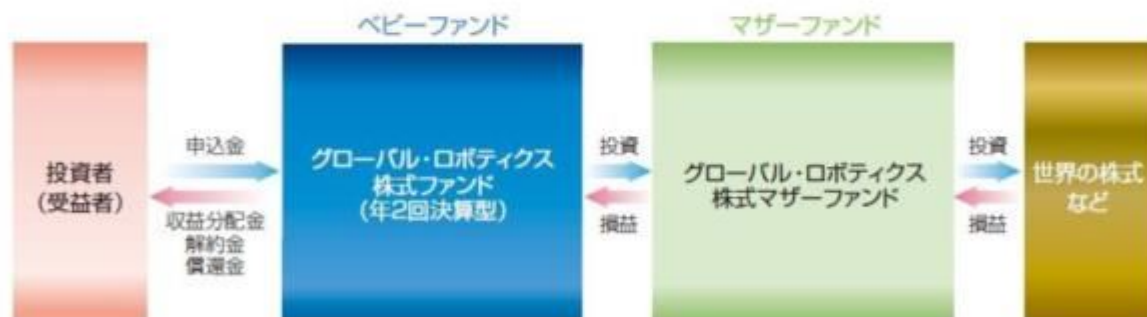 ベビーファンド
マザーファンド
投資者
(受益者)
申込金
収益分配金
解約金
償還金
グローバル・ロボティクス
株式ファンド
(年2回決算型)
投資
損益
グローバル・ロボティクス
株式マザーファンド
投資
損益
世界の株式
など